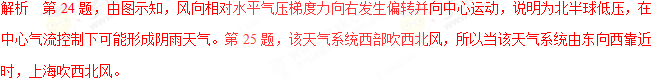 解析 第 24 题，由图示知，风向相对水平气压梯度力向右发生偏转并向中心运动，说明为北半球低压，在
中心气流控制下可能形成阴雨天气。第 25 题，该天气系统西部吹西北风，所以当该天气系统由东向西靠近
时，上海吹西北风。